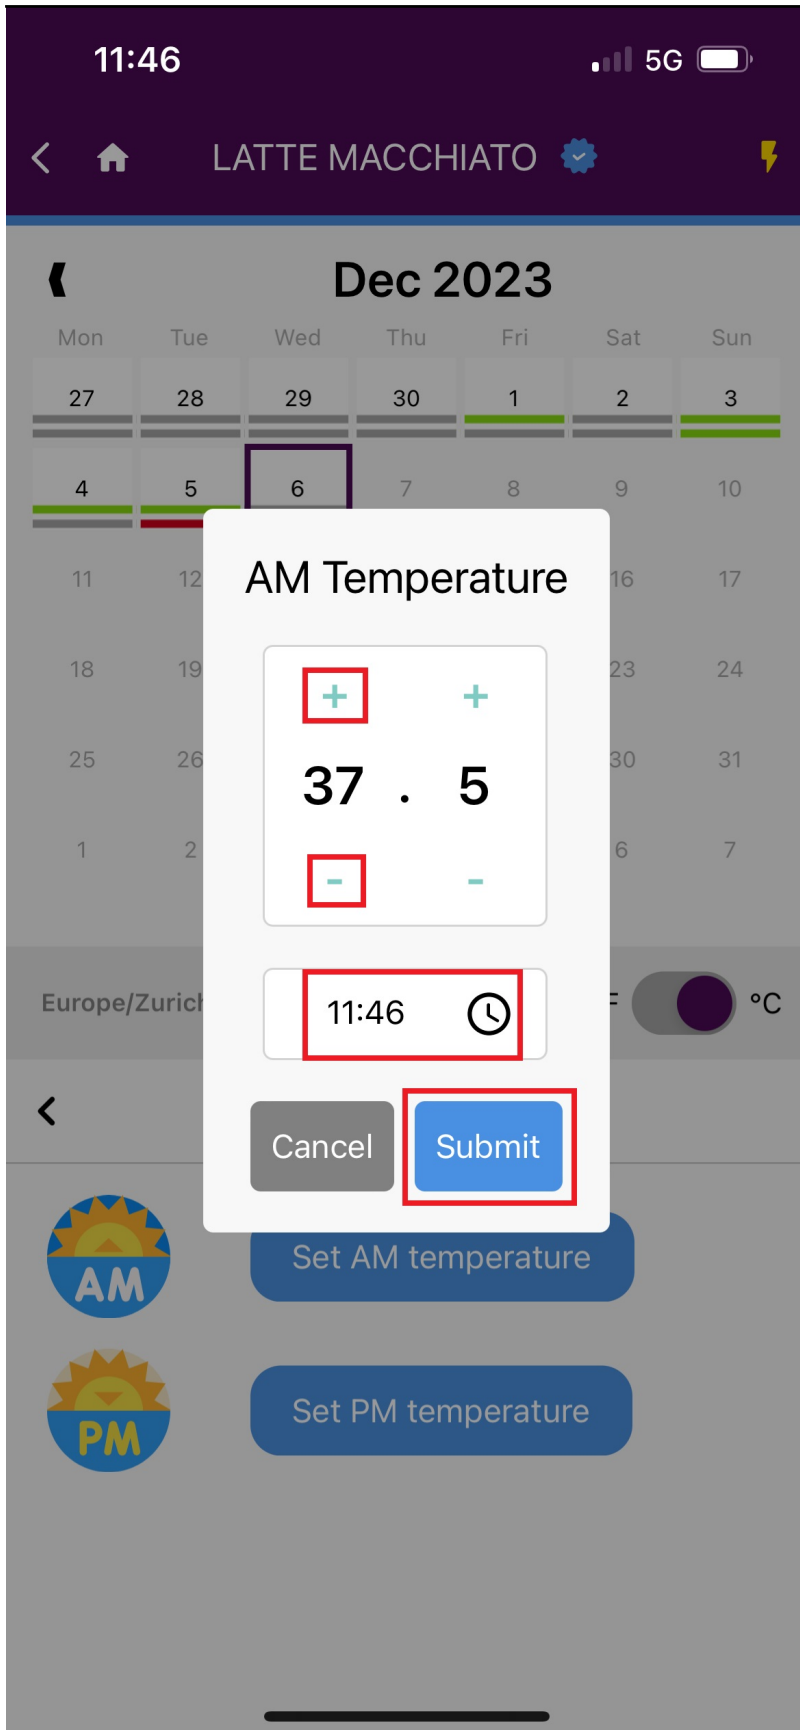 11:46 5G
LATTE MACCHIATO
Dec 2023
Mon Tue Wed Thu Fri Sat Sun
27 28 29 30 1 2 3
4 5 6 7 8 9 10
11 12 16 17
18 19 23 24
25 26 30 31
1 2 6 7
AM Temperature
+ +
37 . 5
- -
Europe/Zurich 11:46 F °C
Cancel Submit
AM Set AM temperature
PM Set PM temperature